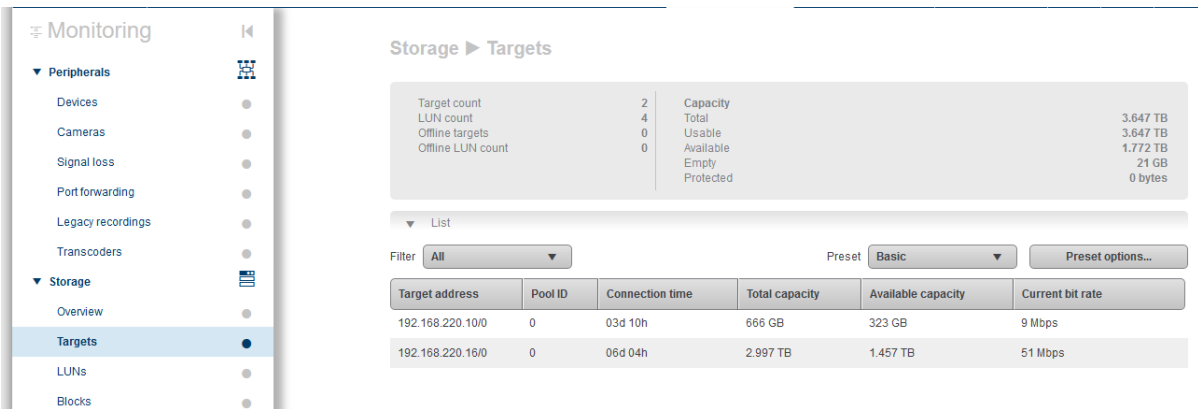 Monitoring
Peripherals
Devices
Cameras
Signal loss
Port forwarding
Legacy recordings
Transcoders
Storage
Overview
Targets
LUNs
Blocks
Storage ▶ Targets
Target count 2
LUN count 4
Offline targets 0
Offline LUN count 0
Capacity
Total 3.647 TB
Usable 3.647 TB
Available 1.772 TB
Empty 21 GB
Protected 0 bytes
List
Filter All Preset Basic Preset options...
Target address Pool ID Connection time Total capacity Available capacity Current bit rate
192.168.220.10/0 0 03d 10h 666 GB 323 GB 9 Mbps
192.168.220.16/0 0 06d 04h 2.997 TB 1.457 TB 51 Mbps